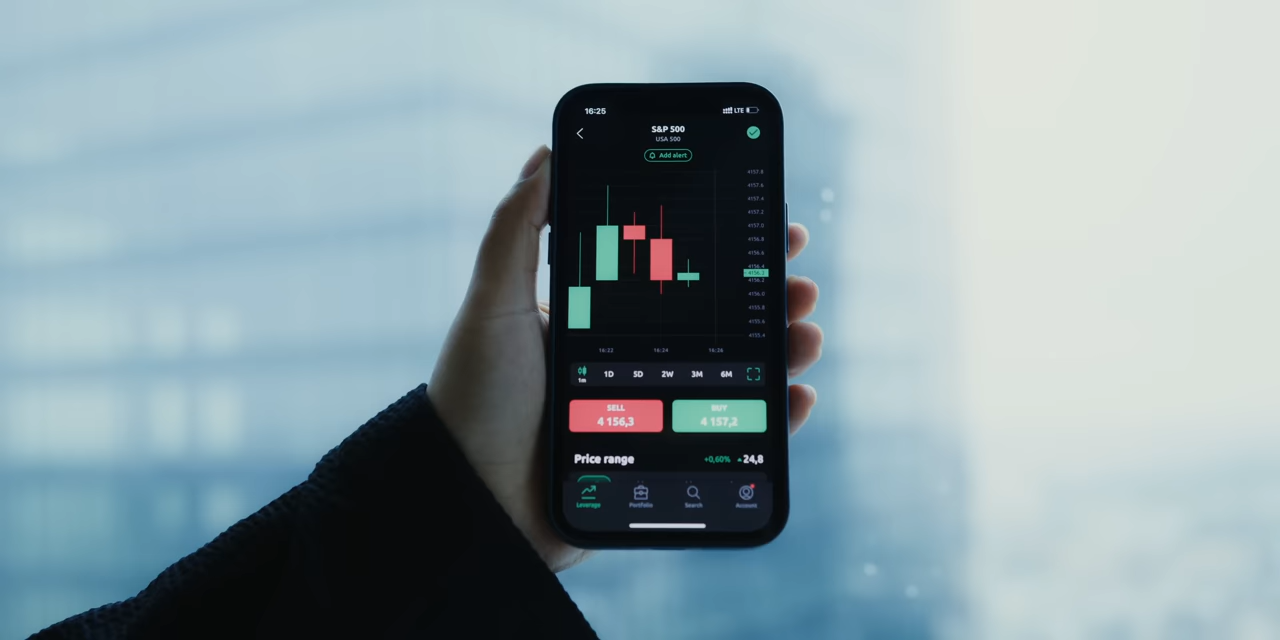 16:25 LTE
S&P 500
USA 500
Add alert
4157.8
4157.6
4157.4
4157.2
4157.0
4156.8
4156.6
4156.4
4156.3
4156.2
4156.0
4155.8
4155.6
4155.4
16:22 16:24 16:26
1m 1D 5D 2W 3M 6M
SELL BUY
4 156,3 4 157,2
Price range +0,60% 24,8
Leverage Portfolio Search Account